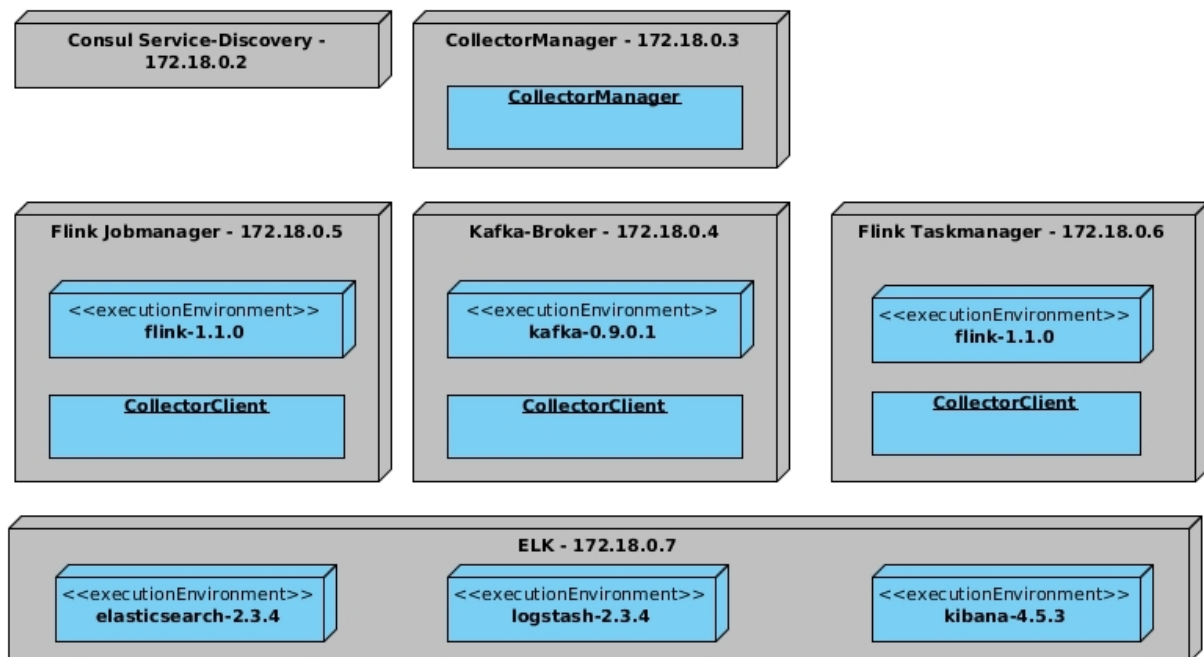 Consul Service-Discovery -
172.18.0.2
CollectorManager - 172.18.0.3
CollectorManager
Flink Jobmanager - 172.18.0.5
<<executionEnvironment>>
flink-1.1.0
CollectorClient
Kafka-Broker - 172.18.0.4
<<executionEnvironment>>
kafka-0.9.0.1
CollectorClient
Flink Taskmanager - 172.18.0.6
<<executionEnvironment>>
flink-1.1.0
CollectorClient
ELK - 172.18.0.7
<<executionEnvironment>>
elasticsearch-2.3.4
<<executionEnvironment>>
logstash-2.3.4
<<executionEnvironment>>
kibana-4.5.3